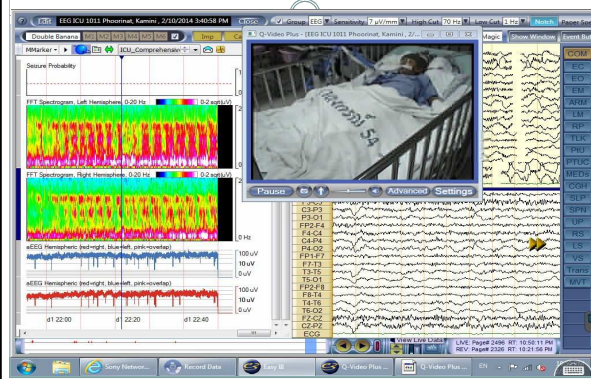 Edit EEG ICU 1011 Phoorinat, Kamini , 2/10/2014 3:40:58 PM Close Group EEG Sensitivity 7 µV/mm High Cut 70 Hz Low Cut 1 Hz Notch Paper
Double Banana M1 M2 M3 M4 M5 M6 Imp
Magic Show Window Event
MMarker ICU_Comprehensiv
Q-Video Plus - [EEG ICU 1011 Phoorinat, Kamini , 2/...
Seizure Probability
FFT Spectrogram, Left Hemisphere, 0-20 Hz 0-2 sqrt(uV)
FFT Spectrogram, Right Hemisphere, 0-20 Hz 0-2 sqrt(uV)
0 Hz
aEEG Hemispheric (red=right, blue=left, pink=overlap)
100 uV
10 uV
0 uV
aEEG Hemispheric (red=right, blue=left, pink=overlap)
100 uV
10 uV
0 uV
d1 22:00 d1 22:20 d1 22:40
54
Pause Advanced Settings
C3-P3
P3-O1
FP2-F4
F4-C4
C4-P4
P4-O2
FP1-F7
F7-T3
T3-T5
T5-O1
FP2-F8
F8-T4
T4-T6
T6-O2
FZ-CZ
CZ-PZ
ECG
COM
EC
EO
EM
ARM
LM
RP
TLK
PIU
PTUC
MEDs
CGH
SLP
SPN
UP
RS
LS
VS
Trans
MVT
View Live Data
LIVE: Page# 2496 RT: 10:50:11 PM
REV: Page# 2326 RT: 10:21:56 PM
Sony Networ... Record Data Easy III Q-Video Plus ... Q-Video Plus ... EN